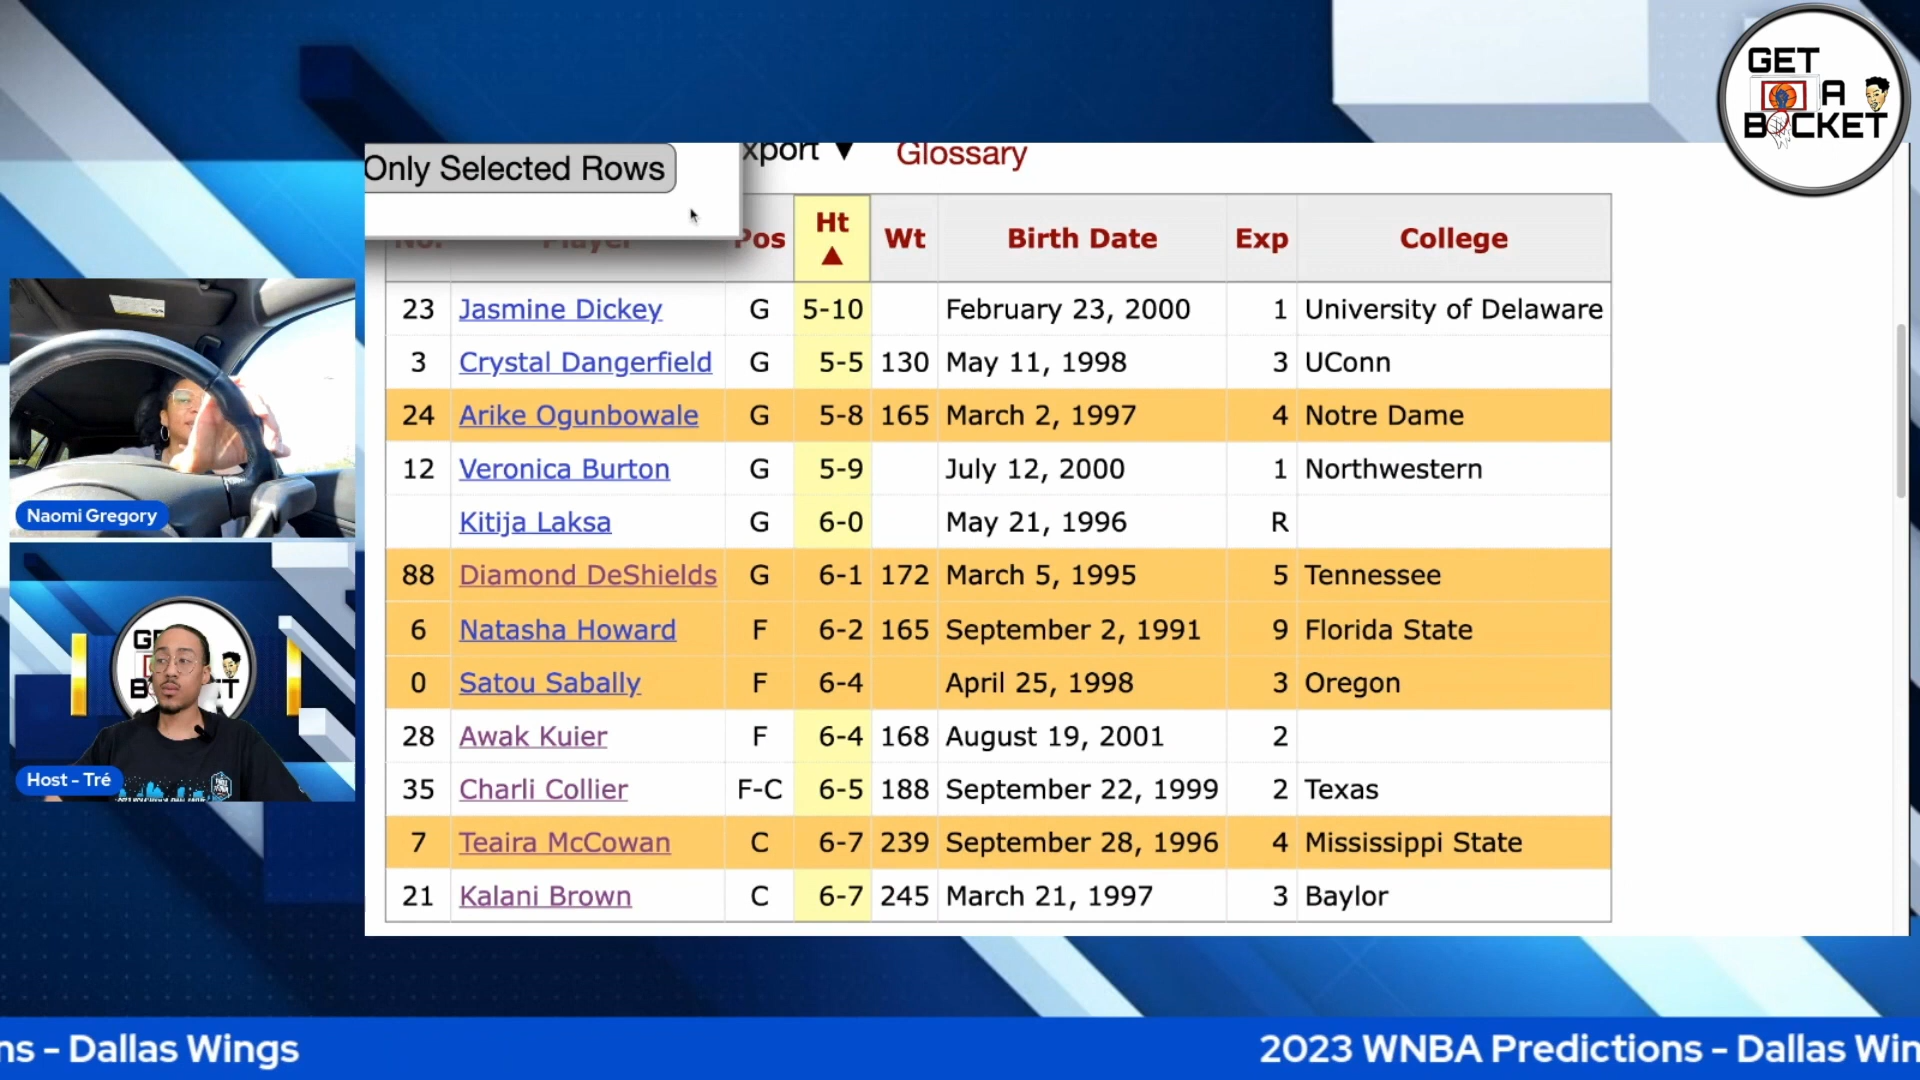 GET
A
BUCKET
Only Selected Rows
xport ▼
Glossary
No. Player Pos Ht ▲ Wt Birth Date Exp College
23 Jasmine Dickey G 5-10 February 23, 2000 1 University of Delaware
3 Crystal Dangerfield G 5-5 130 May 11, 1998 3 UConn
24 Arike Ogunbowale G 5-8 165 March 2, 1997 4 Notre Dame
12 Veronica Burton G 5-9 July 12, 2000 1 Northwestern
Kitija Laksa G 6-0 May 21, 1996 R
88 Diamond DeShields G 6-1 172 March 5, 1995 5 Tennessee
6 Natasha Howard F 6-2 165 September 2, 1991 9 Florida State
0 Satou Sabally F 6-4 April 25, 1998 3 Oregon
28 Awak Kuier F 6-4 168 August 19, 2001 2
35 Charli Collier F-C 6-5 188 September 22, 1999 2 Texas
7 Teaira McCowan C 6-7 239 September 28, 1996 4 Mississippi State
21 Kalani Brown C 6-7 245 March 21, 1997 3 Baylor
Naomi Gregory
Host - Tré
ns - Dallas Wings
2023 WNBA Predictions - Dallas Win